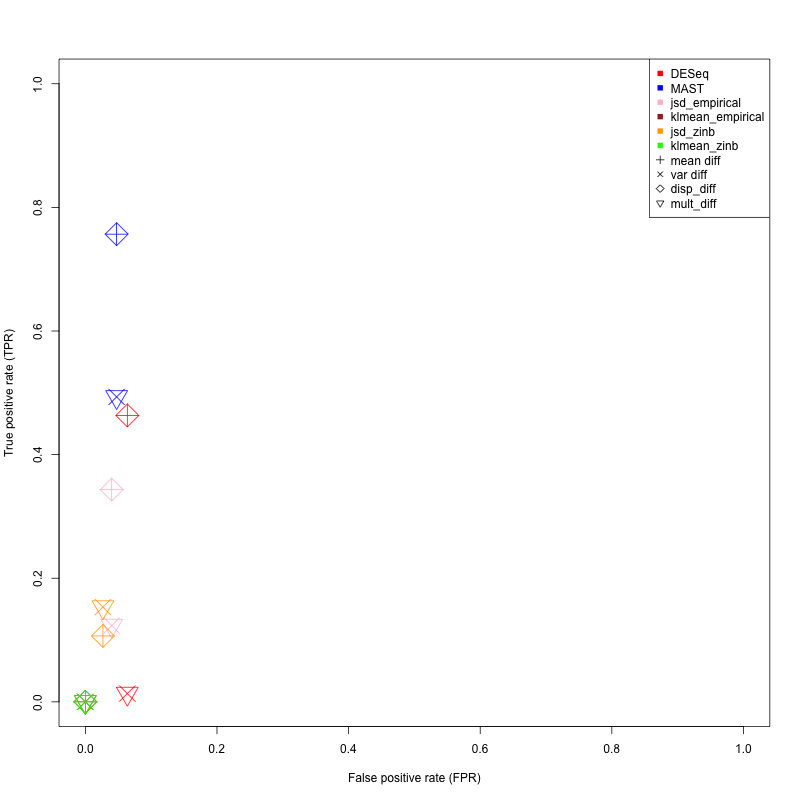 DESeq
MAST
jsd_empirical
klmean_empirical
jsd_zinb
klmean_zinb
mean diff
var diff
disp_diff
mult_diff
1.0
0.8
0.6
0.4
0.2
0.0
True positive rate (TPR)
0.0 0.2 0.4 0.6 0.8 1.0
False positive rate (FPR)